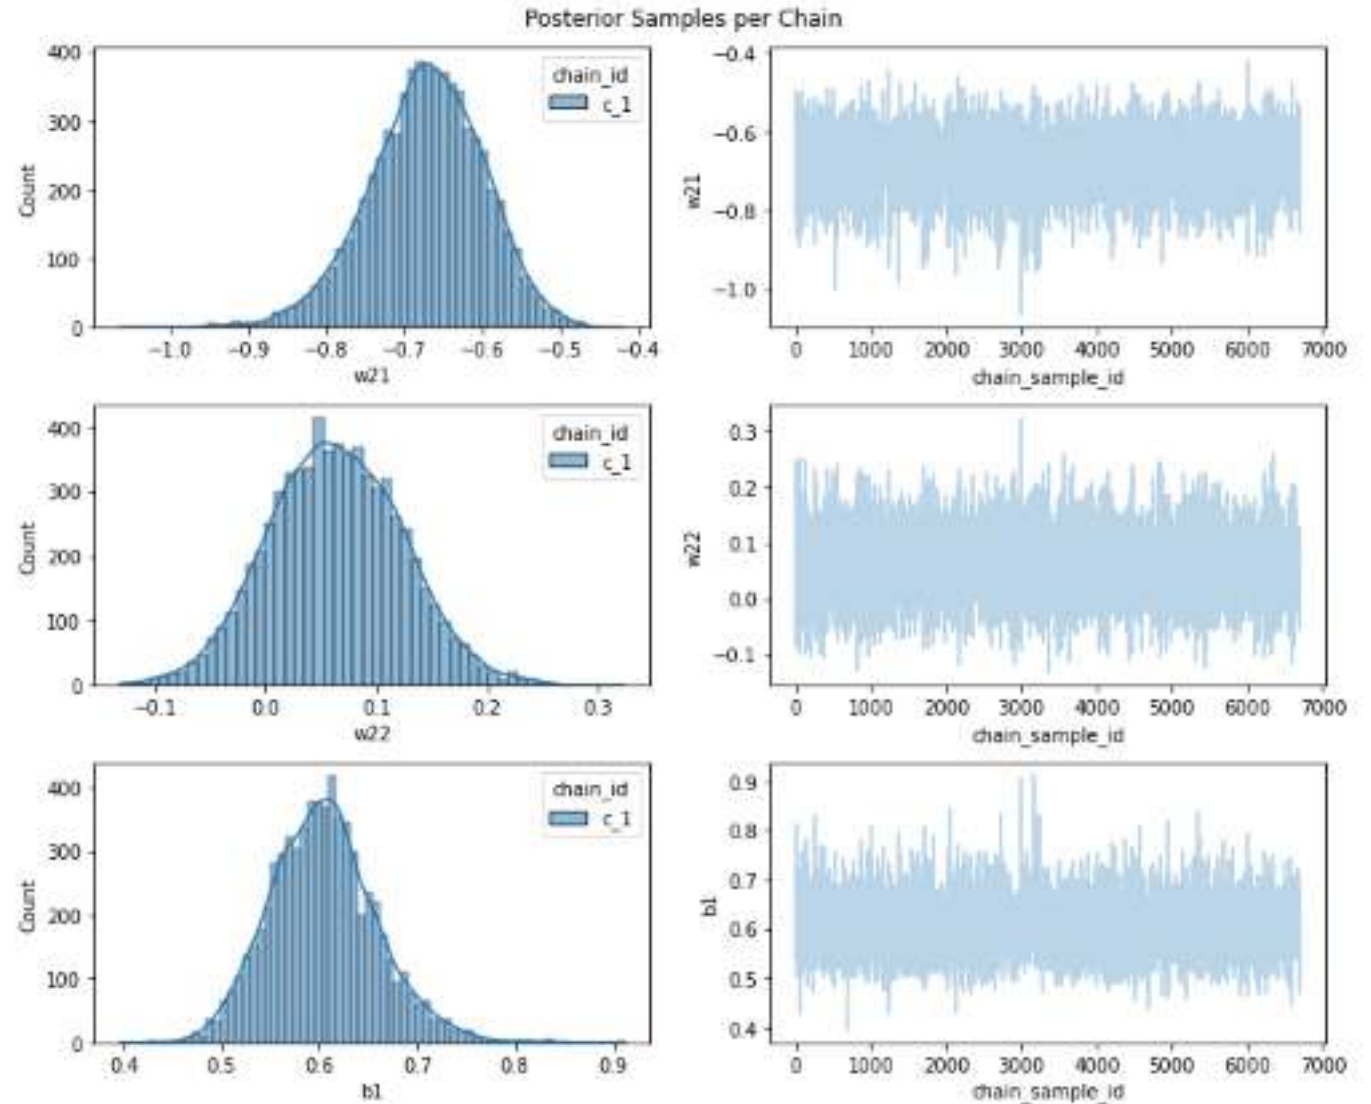 Posterior Samples per Chain
400
300
200
100
0
Count
chain_id
c_1
−1.0 −0.9 −0.8 −0.7 −0.6 −0.5 −0.4
w21
−0.4
−0.6
−0.8
−1.0
w21
0 1000 2000 3000 4000 5000 6000 7000
chain_sample_id
400
300
200
100
0
Count
chain_id
c_1
−0.1 0.0 0.1 0.2 0.3
w22
0.3
0.2
0.1
0.0
−0.1
w22
0 1000 2000 3000 4000 5000 6000 7000
chain_sample_id
400
300
200
100
0
Count
chain_id
c_1
0.4 0.5 0.6 0.7 0.8 0.9
b1
0.9
0.8
0.7
0.6
0.5
0.4
b1
0 1000 2000 3000 4000 5000 6000 7000
chain_sample_id